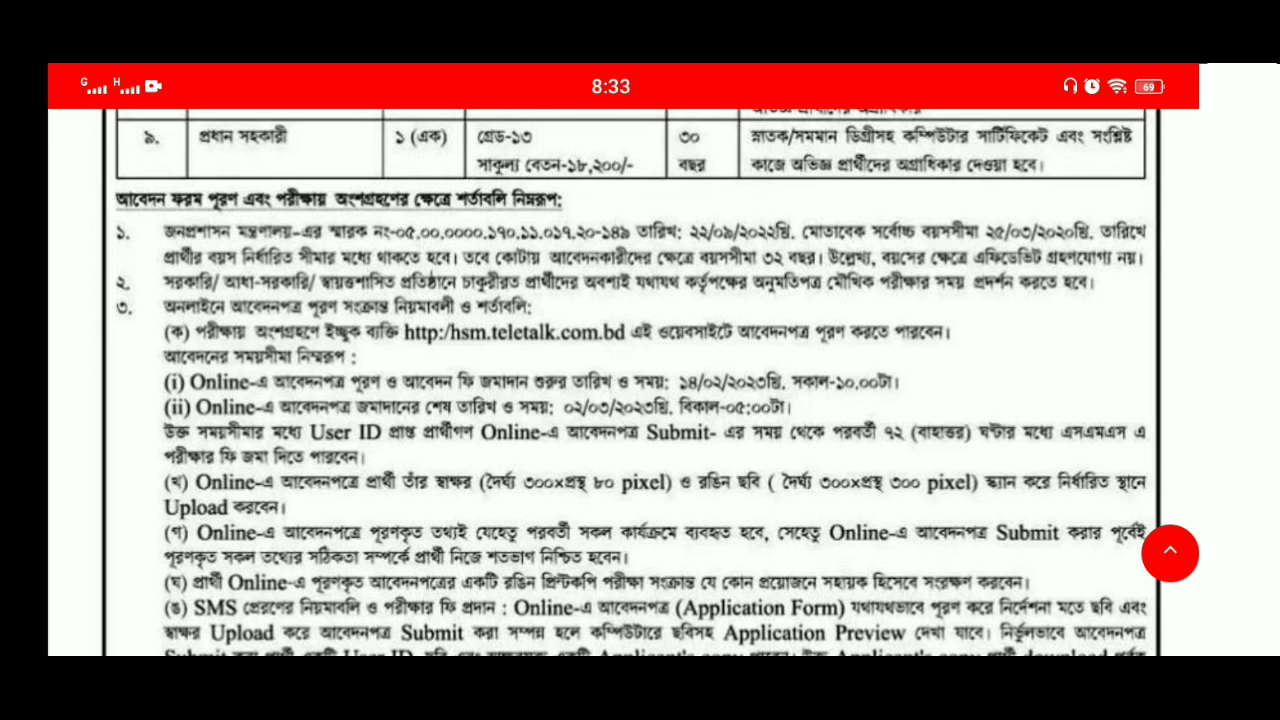 G H 8:33 69
৯. প্রধান সহকারী ১ (এক) গ্রেড-১৩ ৩০ স্নাতক/সমমান ডিগ্রীসহ কম্পিউটার সার্টিফিকেট এবং সংশ্লিষ্ট
সাকুল্য বেতন-১৮,২০০/- বছর কাজে অভিজ্ঞ প্রার্থীদের অগ্রাধিকার দেওয়া হবে।
আবেদন ফরম পূরণ এবং পরীক্ষায় অংশগ্রহণের ক্ষেত্রে শর্তাবলি নিম্নরূপ:
১. জনপ্রশাসন মন্ত্রণালয়-এর স্মারক নং-০৫.০০.০০০০.১৭০.১১.০১৭.২০-১৪৯ তারিখ: ২২/০৯/২০২২খ্রি. মোতাবেক সর্বোচ্চ বয়সসীমা ২৫/০৩/২০২০খ্রি. তারিখে
প্রার্থীর বয়স নির্ধারিত সীমার মধ্যে থাকতে হবে। তবে কোটায় আবেদনকারীদের ক্ষেত্রে বয়সসীমা ৩২ বছর। উল্লেখ্য, বয়সের ক্ষেত্রে এফিডেভিট গ্রহণযোগ্য নয়।
২. সরকারি/ আধা-সরকারি/ স্বায়ত্তশাসিত প্রতিষ্ঠানে চাকুরীরত প্রার্থীদের অবশ্যই যথাযথ কর্তৃপক্ষের অনুমতিপত্র মৌখিক পরীক্ষার সময় প্রদর্শন করতে হবে।
৩. অনলাইনে আবেদনপত্র পূরণ সংক্রান্ত নিয়মাবলী ও শর্তাবলি:
(ক) পরীক্ষায় অংশগ্রহণে ইচ্ছুক ব্যক্তি http:/hsm.teletalk.com.bd এই ওয়েবসাইটে আবেদনপত্র পূরণ করতে পারবেন।
আবেদনের সময়সীমা নিম্নরূপ :
(i) Online-এ আবেদনপত্র পূরণ ও আবেদন ফি জমাদান শুরুর তারিখ ও সময়: ১৪/০২/২০২৩খ্রি. সকাল-১০.০০টা।
(ii) Online-এ আবেদনপত্র জমাদানের শেষ তারিখ ও সময়: ০২/০৩/২০২৩খ্রি. বিকাল-০৫:০০টা।
উক্ত সময়সীমার মধ্যে User ID প্রাপ্ত প্রার্থীগণ Online-এ আবেদনপত্র Submit- এর সময় থেকে পরবর্তী ৭২ (বাহাত্তর) ঘন্টার মধ্যে এসএমএস এ
পরীক্ষার ফি জমা দিতে পারবেন।
(খ) Online-এ আবেদনপত্রে প্রার্থী তাঁর স্বাক্ষর (দৈর্ঘ্য ৩০০xপ্রস্থ ৮০ pixel) ও রঙিন ছবি ( দৈর্ঘ্য ৩০০xপ্রস্থ ৩০০ pixel) স্ক্যান করে নির্ধারিত স্থানে
Upload করবেন।
(গ) Online-এ আবেদনপত্রে পূরণকৃত তথ্যই যেহেতু পরবর্তী সকল কার্যক্রমে ব্যবহৃত হবে, সেহেতু Online-এ আবেদনপত্র Submit করার পূর্বেই
পূরণকৃত সকল তথ্যের সঠিকতা সম্পর্কে প্রার্থী নিজে শতভাগ নিশ্চিত হবেন।
(ঘ) প্রার্থী Online-এ পূরণকৃত আবেদনপত্রের একটি রঙিন প্রিন্টকপি পরীক্ষা সংক্রান্ত যে কোন প্রয়োজনে সহায়ক হিসেবে সংরক্ষণ করবেন।
(ঙ) SMS প্রেরণের নিয়মাবলি ও পরীক্ষার ফি প্রদান : Online-এ আবেদনপত্র (Application Form) যথাযথভাবে পূরণ করে নির্দেশনা মতে ছবি এবং
স্বাক্ষর Upload করে আবেদনপত্র Submit করা সম্পন্ন হলে কম্পিউটারে ছবিসহ Application Preview দেখা যাবে। নির্ভুলভাবে আবেদনপত্র